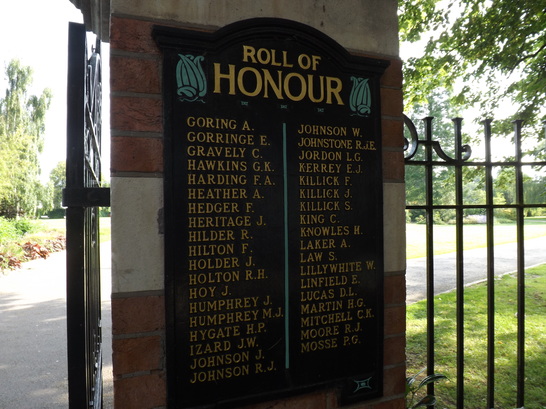 ROLL OF
HONOUR
GORING A.
GORRINGE E.
GRAVELY C.
HAWKINS G.K.
HARDING F.A.
HEATHER A.
HEDGER F.
HERITAGE J.
HILDER R.
HILTON F.
HOLDER J.
HOLTON R.H.
HOY J.
HUMPHREY J.
HUMPHREY M.J.
HYGATE H.P.
IZARD J.W.
JOHNSON J.
JOHNSON R.J.
JOHNSON W.
JOHNSTONE R.J.E.
JORDON L.G.
KERREY E.J.
KILLICK F.
KILLICK J.
KILLICK S.
KING C.
KNOWLES H.
LAKER A.
LAW S.
LILLYWHITE W.
LINFIELD E.
LUCAS D.L.
MARTIN H.G.
MITCHELL C.K.
MOORE R.J.
MOSSE P.G.